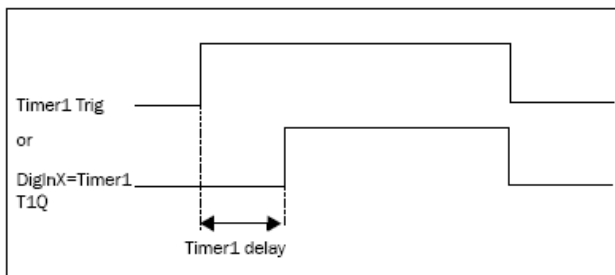 Timer1 Trig
or
DigInX=Timer1
T1Q
Timer1 delay